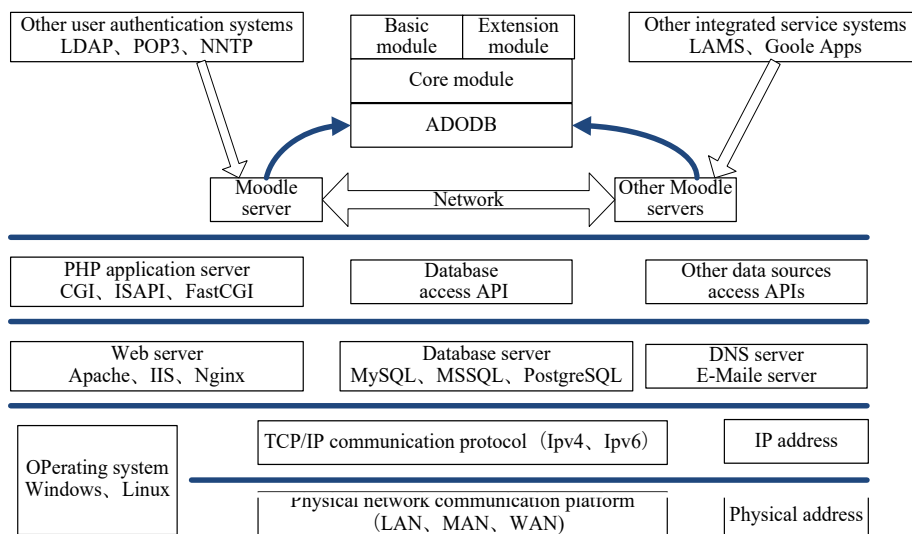 Other user authentication systems
LDAP、POP3、NNTP
Basic
module
Extension
module
Other integrated service systems
LAMS、Goole Apps
Core module
ADODB
Moodle
server
Network
Other Moodle
servers
PHP application server
CGI、ISAPI、FastCGI
Database
access API
Other data sources
access APIs
Web server
Apache、IIS、Nginx
Database server
MySQL、MSSQL、PostgreSQL
DNS server
E-Maile server
OPerating system
Windows、Linux
TCP/IP communication protocol（Ipv4、Ipv6）
IP address
Physical network communication platform
（LAN、MAN、WAN)
Physical address